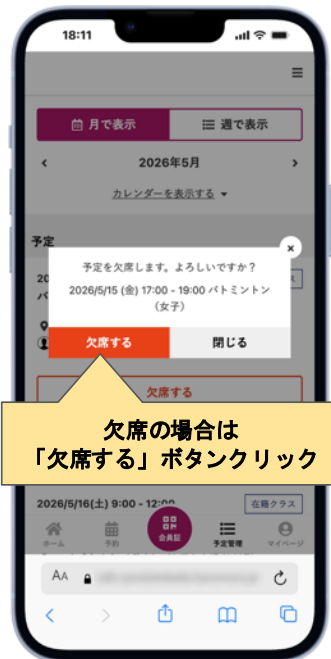 18:11
月で表示
週で表示
2026年5月
カレンダーを表示する
予定
予定を欠席します。よろしいですか？
2026/5/15 (金) 17:00 - 19:00 バトミントン
（女子）
欠席する
閉じる
欠席する
欠席の場合は
「欠席する」ボタンクリック
2026/5/16(土) 9:00 - 12:00
在籍クラス
ホーム
予約
会員証
予定管理
マイページ
AA